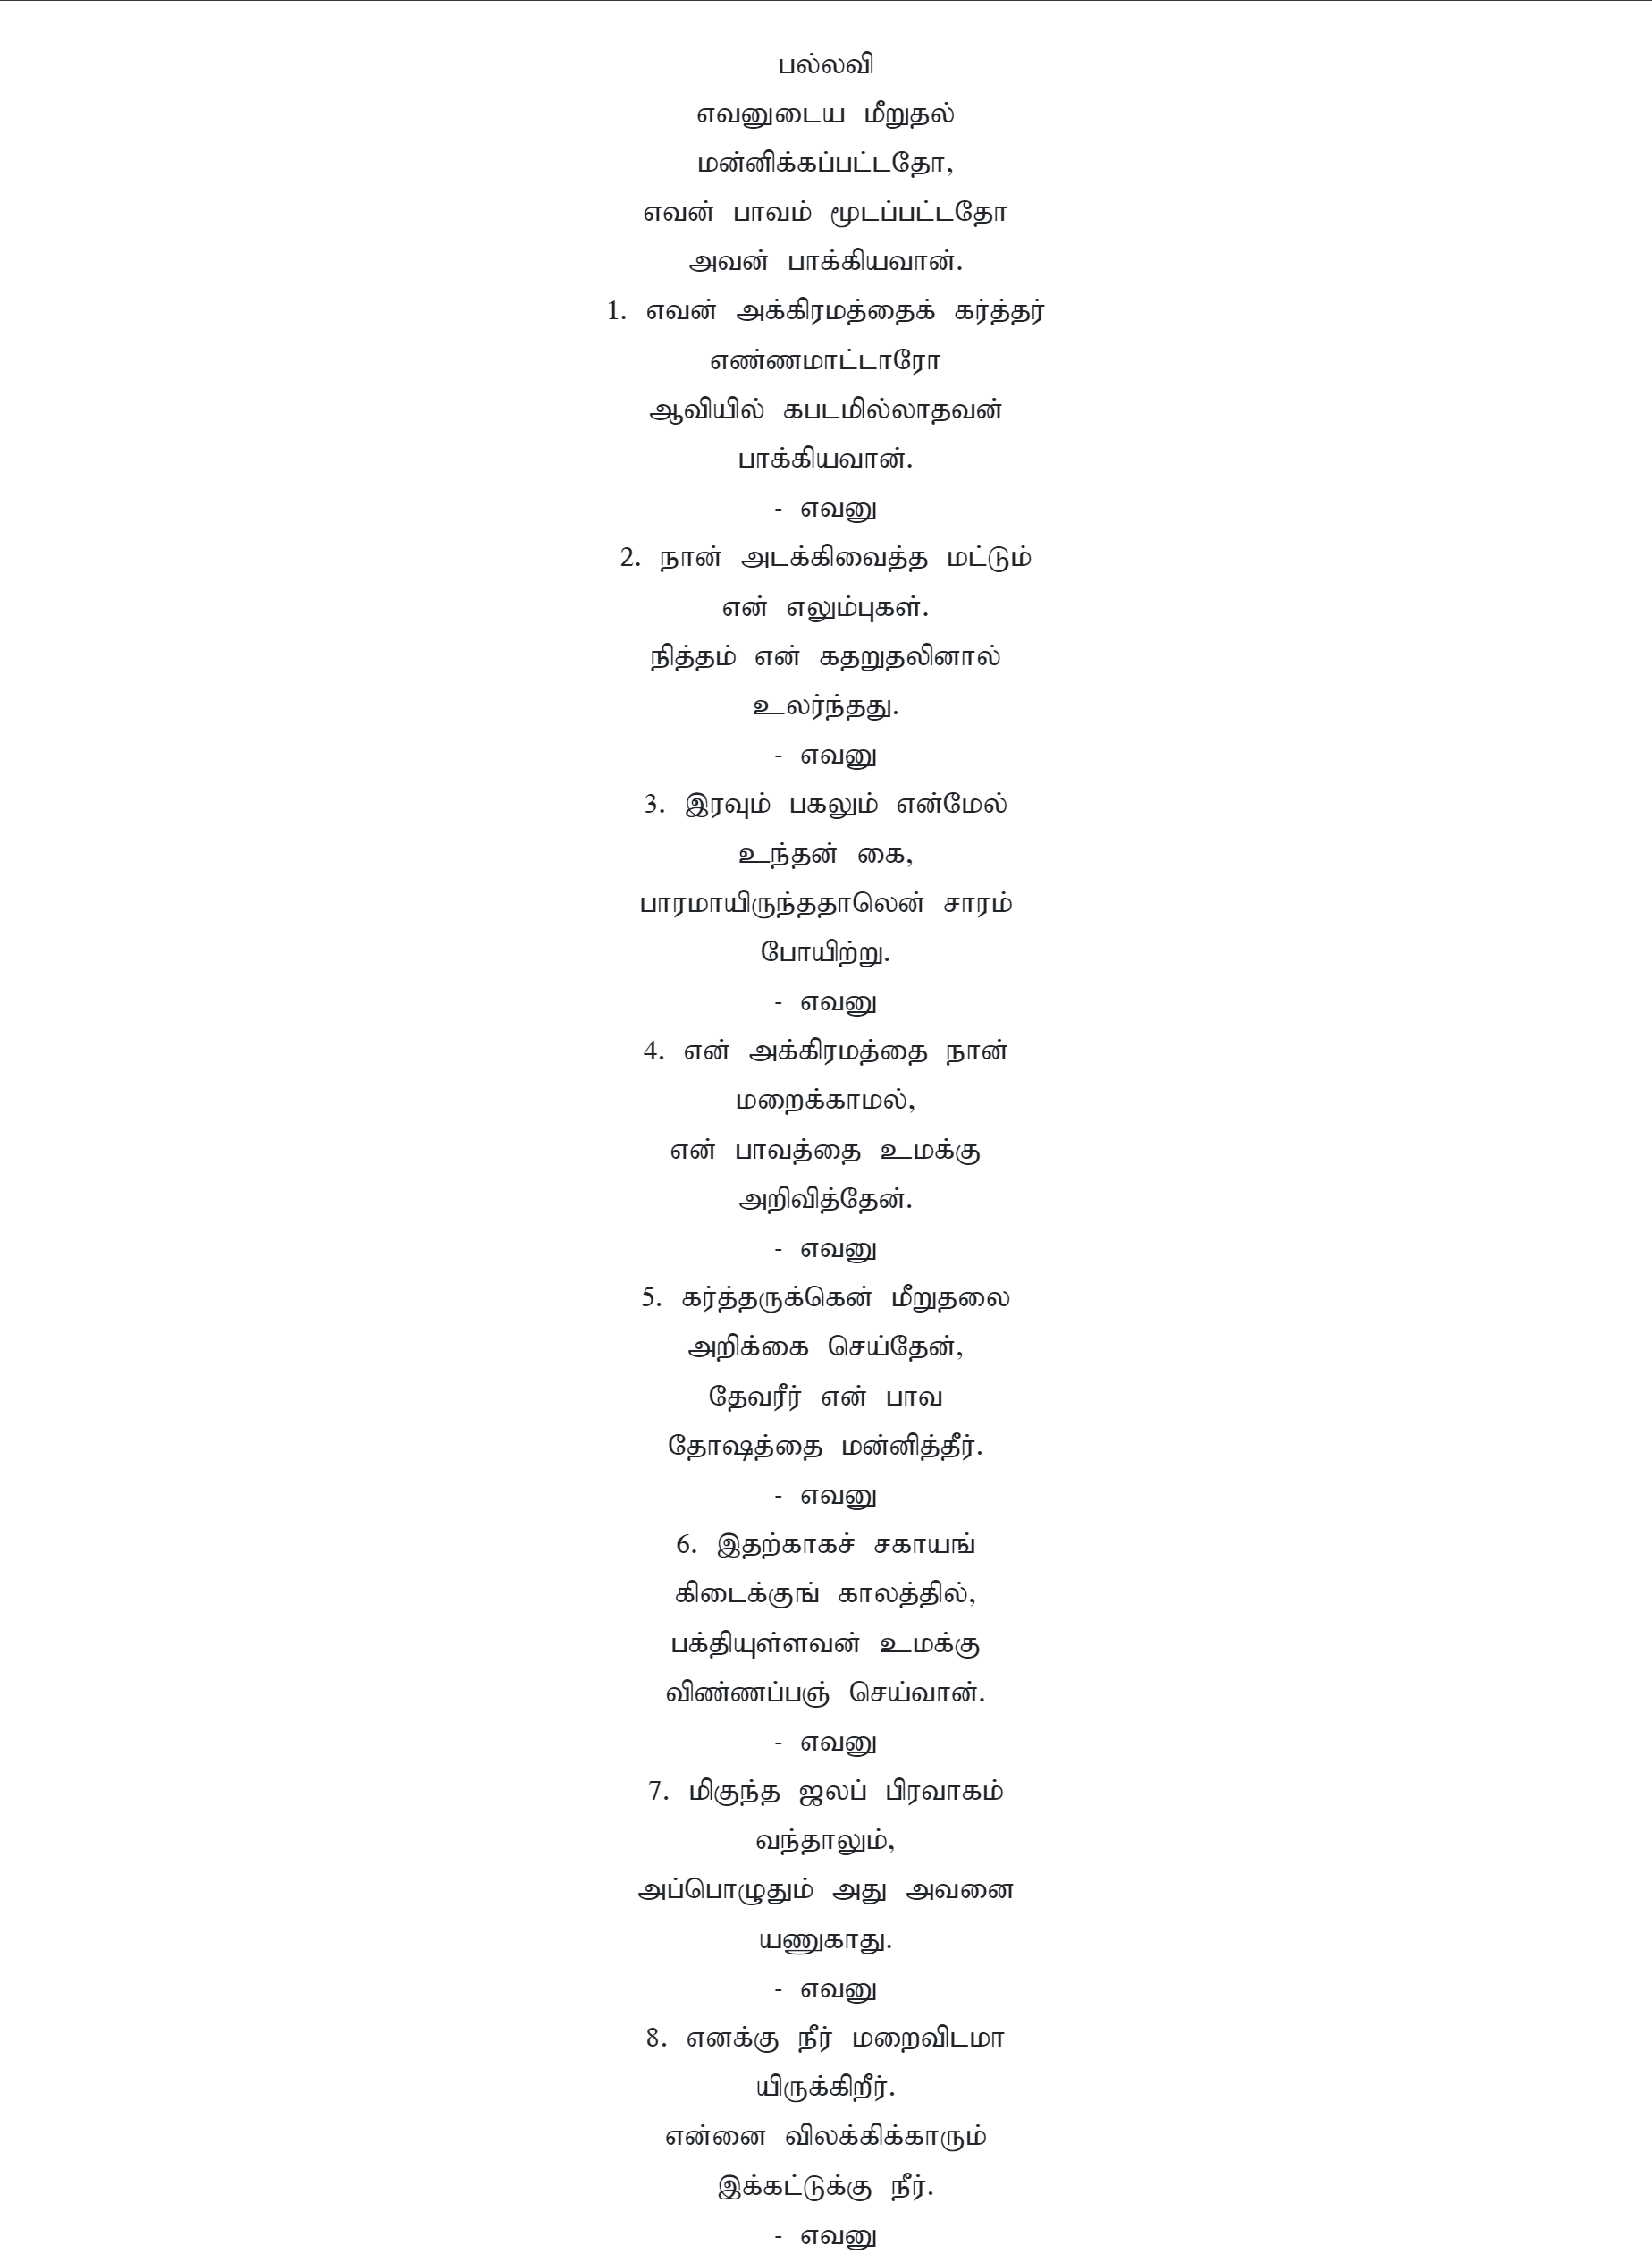 பல்லவி
எவனுடைய மீறுதல்
மன்னிக்கப்பட்டதோ,
எவன் பாவம் மூடப்பட்டதோ
அவன் பாக்கியவான்.
1. எவன் அக்கிரமத்தைக் கர்த்தர்
எண்ணமாட்டாரோ
ஆவியில் கபடமில்லாதவன்
பாக்கியவான்.
- எவனு
2. நான் அடக்கிவைத்த மட்டும்
என் எலும்புகள்.
நித்தம் என் கதறுதலினால்
உலர்ந்தது.
- எவனு
3. இரவும் பகலும் என்மேல்
உந்தன் கை,
பாரமாயிருந்ததாலென் சாரம்
போயிற்று.
- எவனு
4. என் அக்கிரமத்தை நான்
மறைக்காமல்,
என் பாவத்தை உமக்கு
அறிவித்தேன்.
- எவனு
5. கர்த்தருக்கென் மீறுதலை
அறிக்கை செய்தேன்,
தேவரீர் என் பாவ
தோஷத்தை மன்னித்தீர்.
- எவனு
6. இதற்காகச் சகாயங்
கிடைக்குங் காலத்தில்,
பக்தியுள்ளவன் உமக்கு
விண்ணப்பஞ் செய்வான்.
- எவனு
7. மிகுந்த ஜலப் பிரவாகம்
வந்தாலும்,
அப்பொழுதும் அது அவனை
யணுகாது.
- எவனு
8. எனக்கு நீர் மறைவிடமா
யிருக்கிறீர்.
என்னை விலக்கிக்காரும்
இக்கட்டுக்கு நீர்.
- எவனு